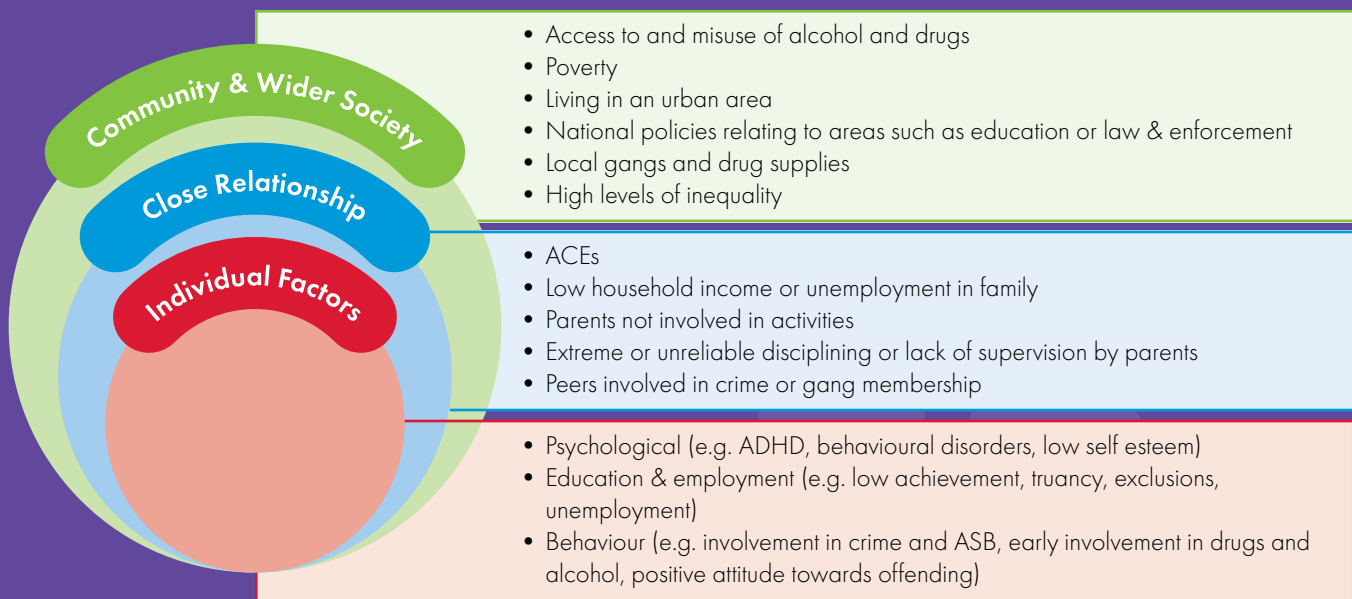 Community & Wider Society
• Access to and misuse of alcohol and drugs
• Poverty
• Living in an urban area
• National policies relating to areas such as education or law & enforcement
• Local gangs and drug supplies
• High levels of inequality
Close Relationship
• ACEs
• Low household income or unemployment in family
• Parents not involved in activities
• Extreme or unreliable disciplining or lack of supervision by parents
• Peers involved in crime or gang membership
Individual Factors
• Psychological (e.g. ADHD, behavioural disorders, low self esteem)
• Education & employment (e.g. low achievement, truancy, exclusions,
unemployment)
• Behaviour (e.g. involvement in crime and ASB, early involvement in drugs and
alcohol, positive attitude towards offending)